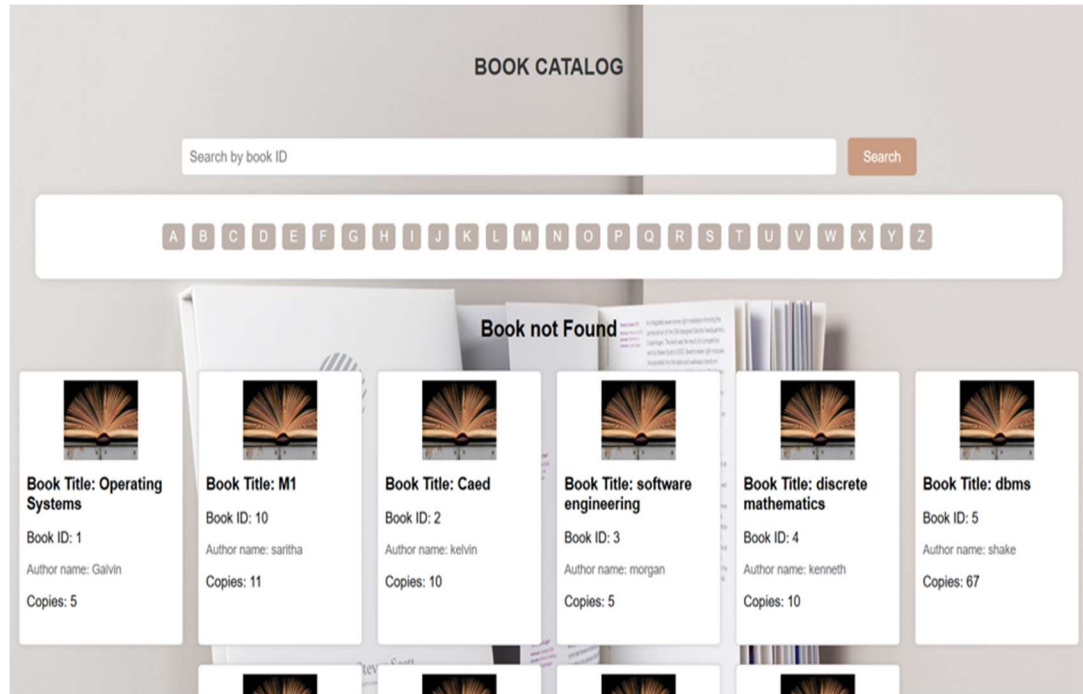 BOOK CATALOG
Search by book ID
Search
A B C D E F G H I J K L M N O P Q R S T U V W X Y Z
Book not Found
Book Title: Operating
Systems
Book ID: 1
Author name: Galvin
Copies: 5
Book Title: M1
Book ID: 10
Author name: saritha
Copies: 11
Book Title: Caed
Book ID: 2
Author name: kelvin
Copies: 10
Book Title: software
engineering
Book ID: 3
Author name: morgan
Copies: 5
Book Title: discrete
mathematics
Book ID: 4
Author name: kenneth
Copies: 10
Book Title: dbms
Book ID: 5
Author name: shake
Copies: 67